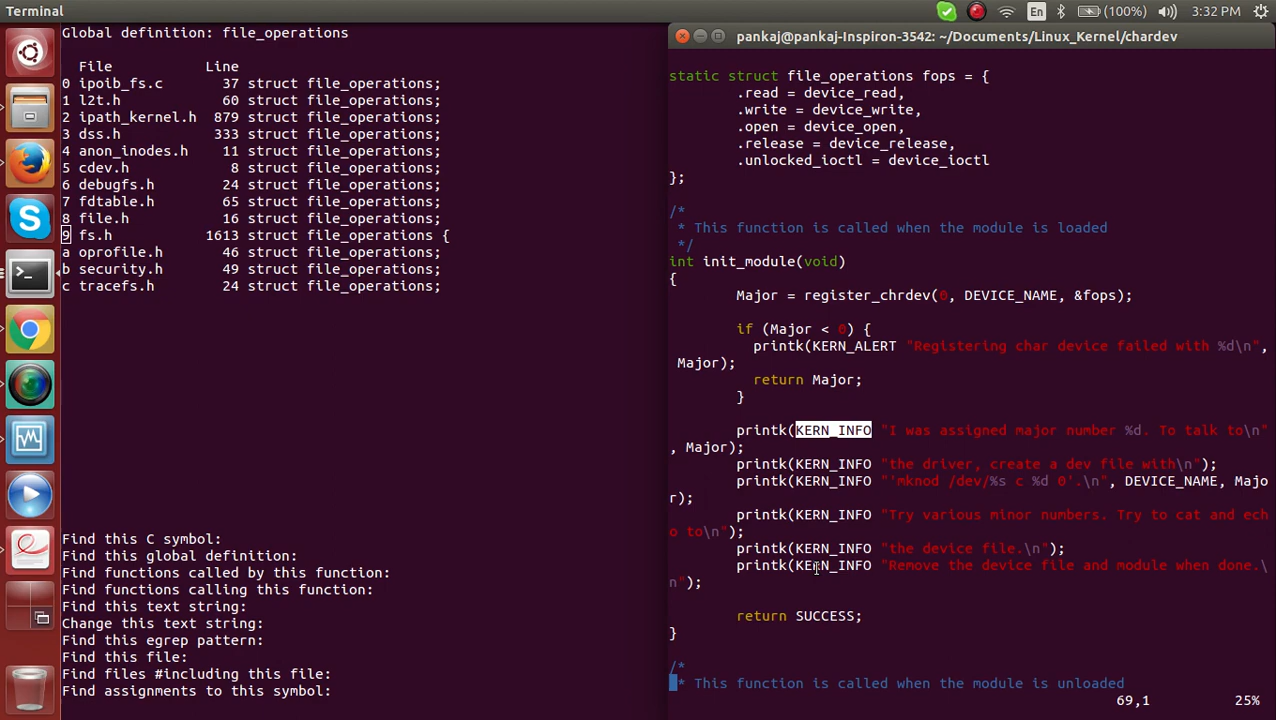 Terminal
En
(100%)
3:32 PM
Global definition: file_operations
File Line
0 ipoib_fs.c 37 struct file_operations;
1 l2t.h 60 struct file_operations;
2 ipath_kernel.h 879 struct file_operations;
3 dss.h 333 struct file_operations;
4 anon_inodes.h 11 struct file_operations;
5 cdev.h 8 struct file_operations;
6 debugfs.h 24 struct file_operations;
7 fdtable.h 65 struct file_operations;
8 file.h 16 struct file_operations;
9 fs.h 1613 struct file_operations {
a oprofile.h 46 struct file_operations;
b security.h 49 struct file_operations;
c tracefs.h 24 struct file_operations;
Find this C symbol:
Find this global definition:
Find functions called by this function:
Find functions calling this function:
Find this text string:
Change this text string:
Find this egrep pattern:
Find this file:
Find files #including this file:
Find assignments to this symbol:
pankaj@pankaj-Inspiron-3542: ~/Documents/Linux_Kernel/chardev
static struct file_operations fops = {
.read = device_read,
.write = device_write,
.open = device_open,
.release = device_release,
.unlocked_ioctl = device_ioctl
};
/*
* This function is called when the module is loaded
*/
int init_module(void)
{
Major = register_chrdev(0, DEVICE_NAME, &fops);
if (Major < 0) {
printk(KERN_ALERT "Registering char device failed with %d\n",
Major);
return Major;
}
printk(KERN_INFO "I was assigned major number %d. To talk to\n"
, Major);
printk(KERN_INFO "the driver, create a dev file with\n");
printk(KERN_INFO "'mknod /dev/%s c %d 0'.\n", DEVICE_NAME, Majo
r);
printk(KERN_INFO "Try various minor numbers. Try to cat and ech
o to\n");
printk(KERN_INFO "the device file.\n");
printk(KERN_INFO "Remove the device file and module when done.\
n");
return SUCCESS;
}
/*
* This function is called when the module is unloaded
69,1 25%